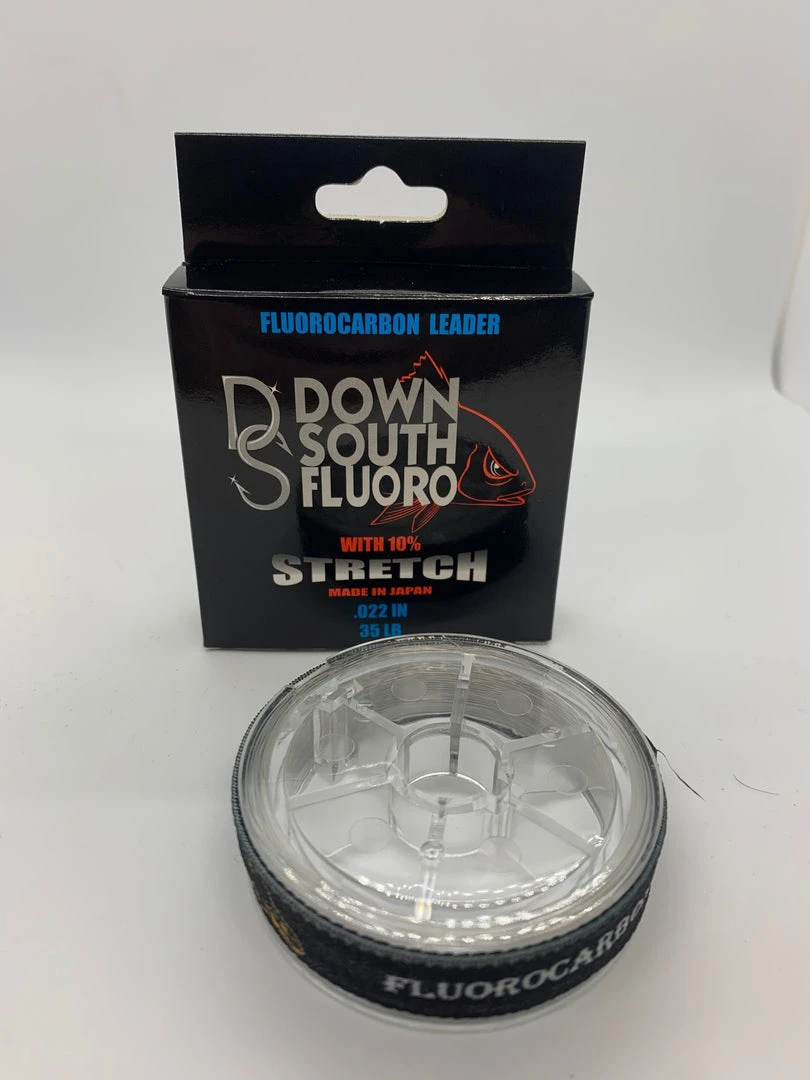 FLUOROCARBON LEADER
DS
DOWN
SOUTH
FLUORO
WITH 10%
STRETCH
MADE IN JAPAN
.022 IN
35 LB
FLUOROCARBO